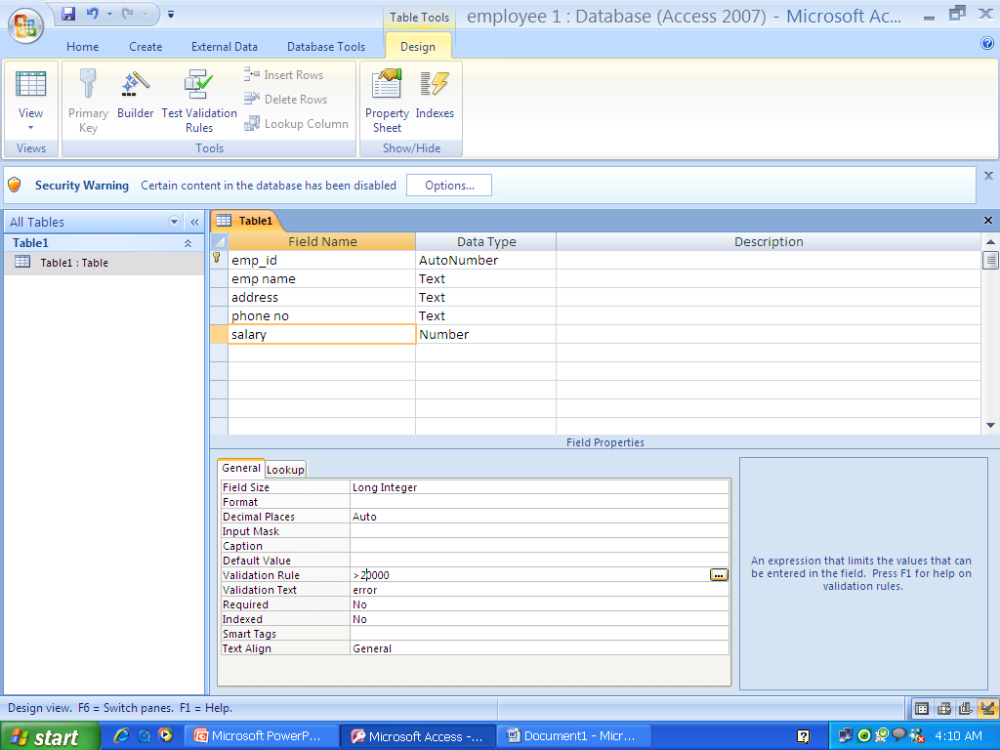 Table Tools
employee 1 : Database (Access 2007) - Microsoft Ac...
Home Create External Data Database Tools Design
View
Primary Key
Builder
Test Validation Rules
Insert Rows
Delete Rows
Lookup Column
Property Sheet
Indexes
Views Tools Show/Hide
Security Warning Certain content in the database has been disabled Options...
All Tables «
Table1
Table1 : Table
Table1
Field Name Data Type Description
emp_id AutoNumber
emp name Text
address Text
phone no Text
salary Number
Field Properties
General Lookup
Field Size Long Integer
Format
Decimal Places Auto
Input Mask
Caption
Default Value
Validation Rule >20000 ...
Validation Text error
Required No
Indexed No
Smart Tags
Text Align General
An expression that limits the values that can
be entered in the field. Press F1 for help on
validation rules.
Design view. F6 = Switch panes. F1 = Help.
start Microsoft PowerP... Microsoft Access -... Document1 - Micr... 4:10 AM